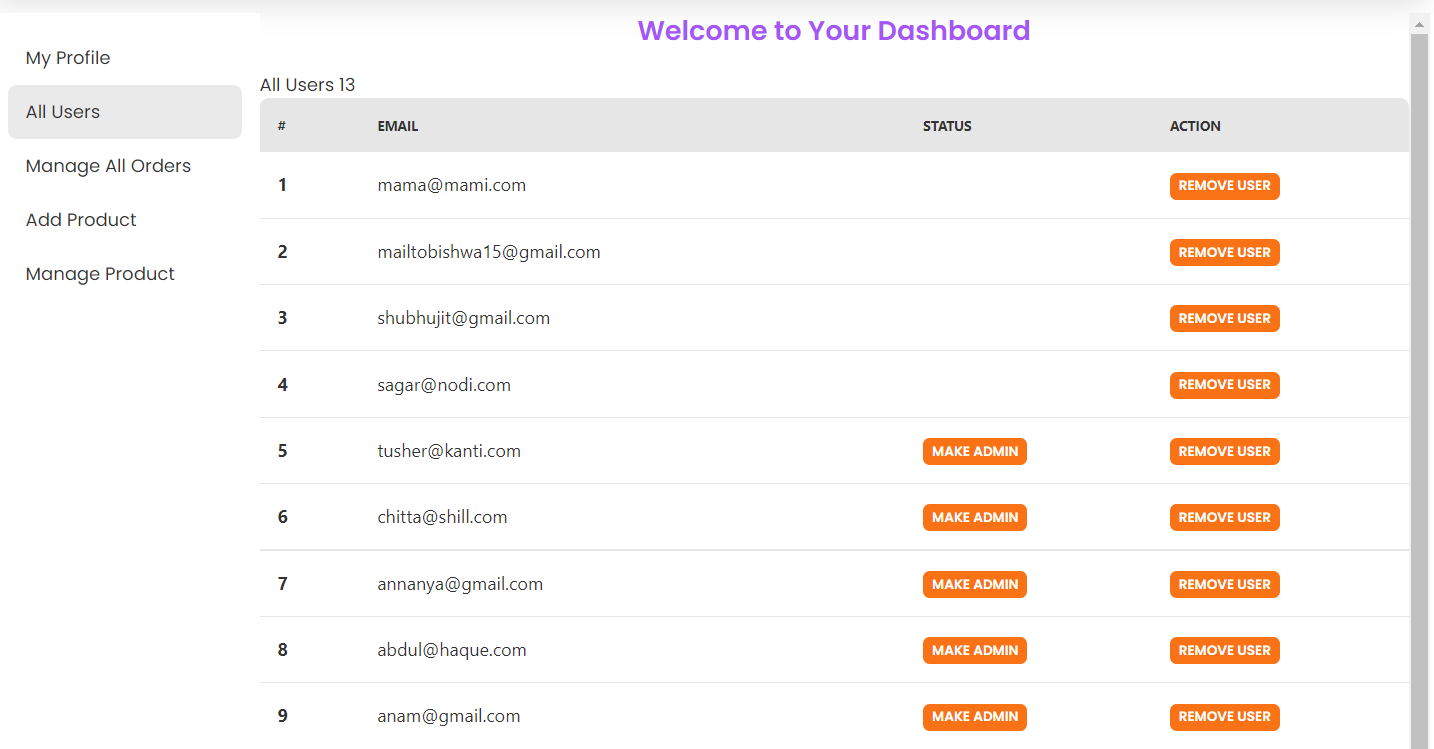 Welcome to Your Dashboard
My Profile
All Users
Manage All Orders
Add Product
Manage Product
All Users 13
# EMAIL STATUS ACTION
1 mama@mami.com REMOVE USER
2 mailtobishwa15@gmail.com REMOVE USER
3 shubhujit@gmail.com REMOVE USER
4 sagar@nodi.com REMOVE USER
5 tusher@kanti.com MAKE ADMIN REMOVE USER
6 chitta@shill.com MAKE ADMIN REMOVE USER
7 annanya@gmail.com MAKE ADMIN REMOVE USER
8 abdul@haque.com MAKE ADMIN REMOVE USER
9 anam@gmail.com MAKE ADMIN REMOVE USER